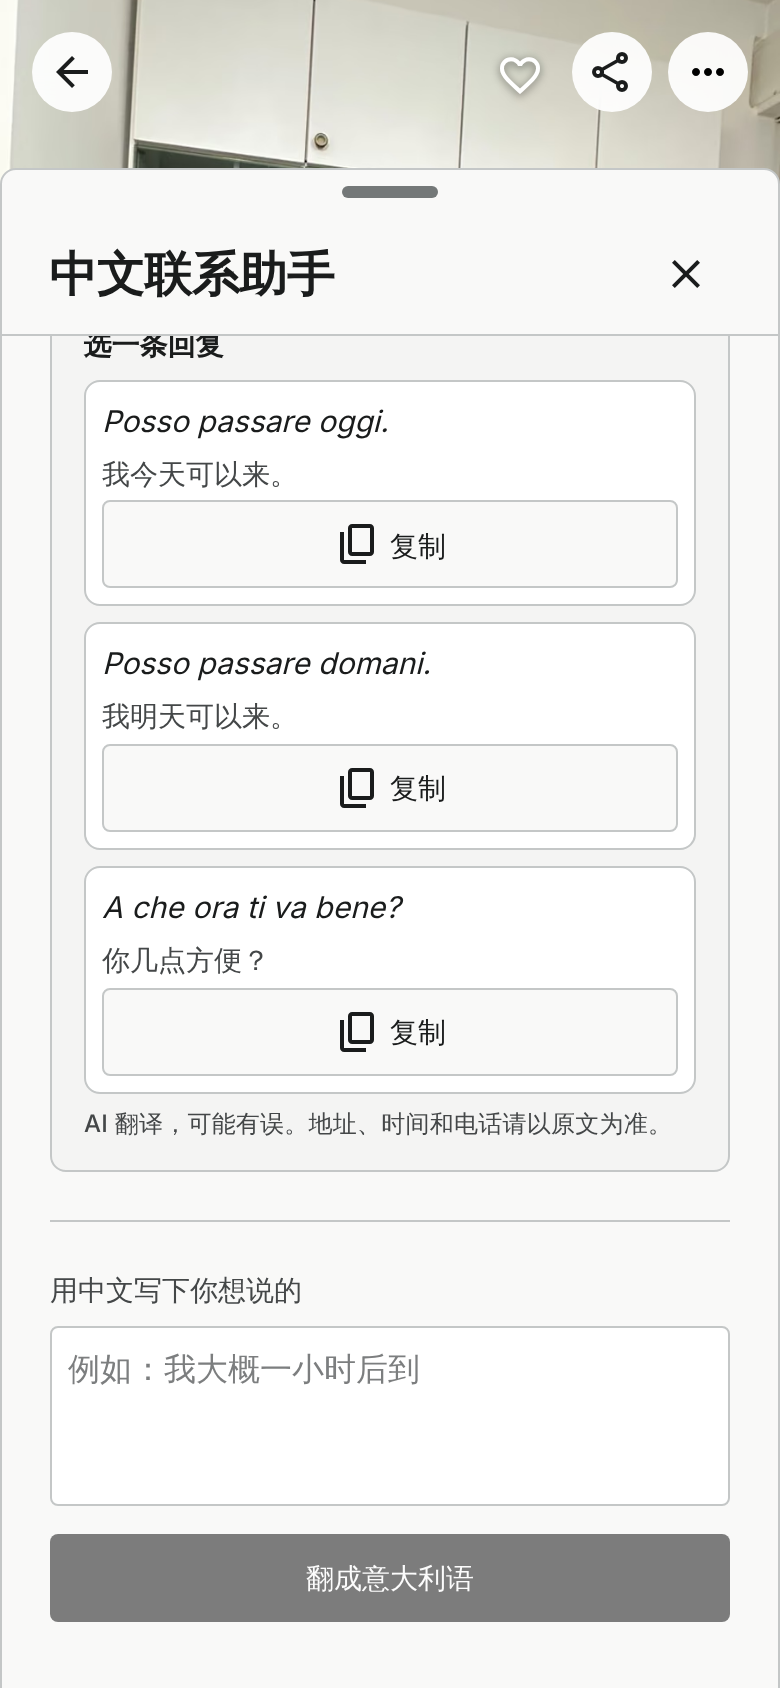 中文联系助手
选一条回复
Posso passare oggi.
我今天可以来。
复制
Posso passare domani.
我明天可以来。
复制
A che ora ti va bene?
你几点方便？
复制
AI 翻译，可能有误。地址、时间和电话请以原文为准。
用中文写下你想说的
例如：我大概一小时后到
翻成意大利语